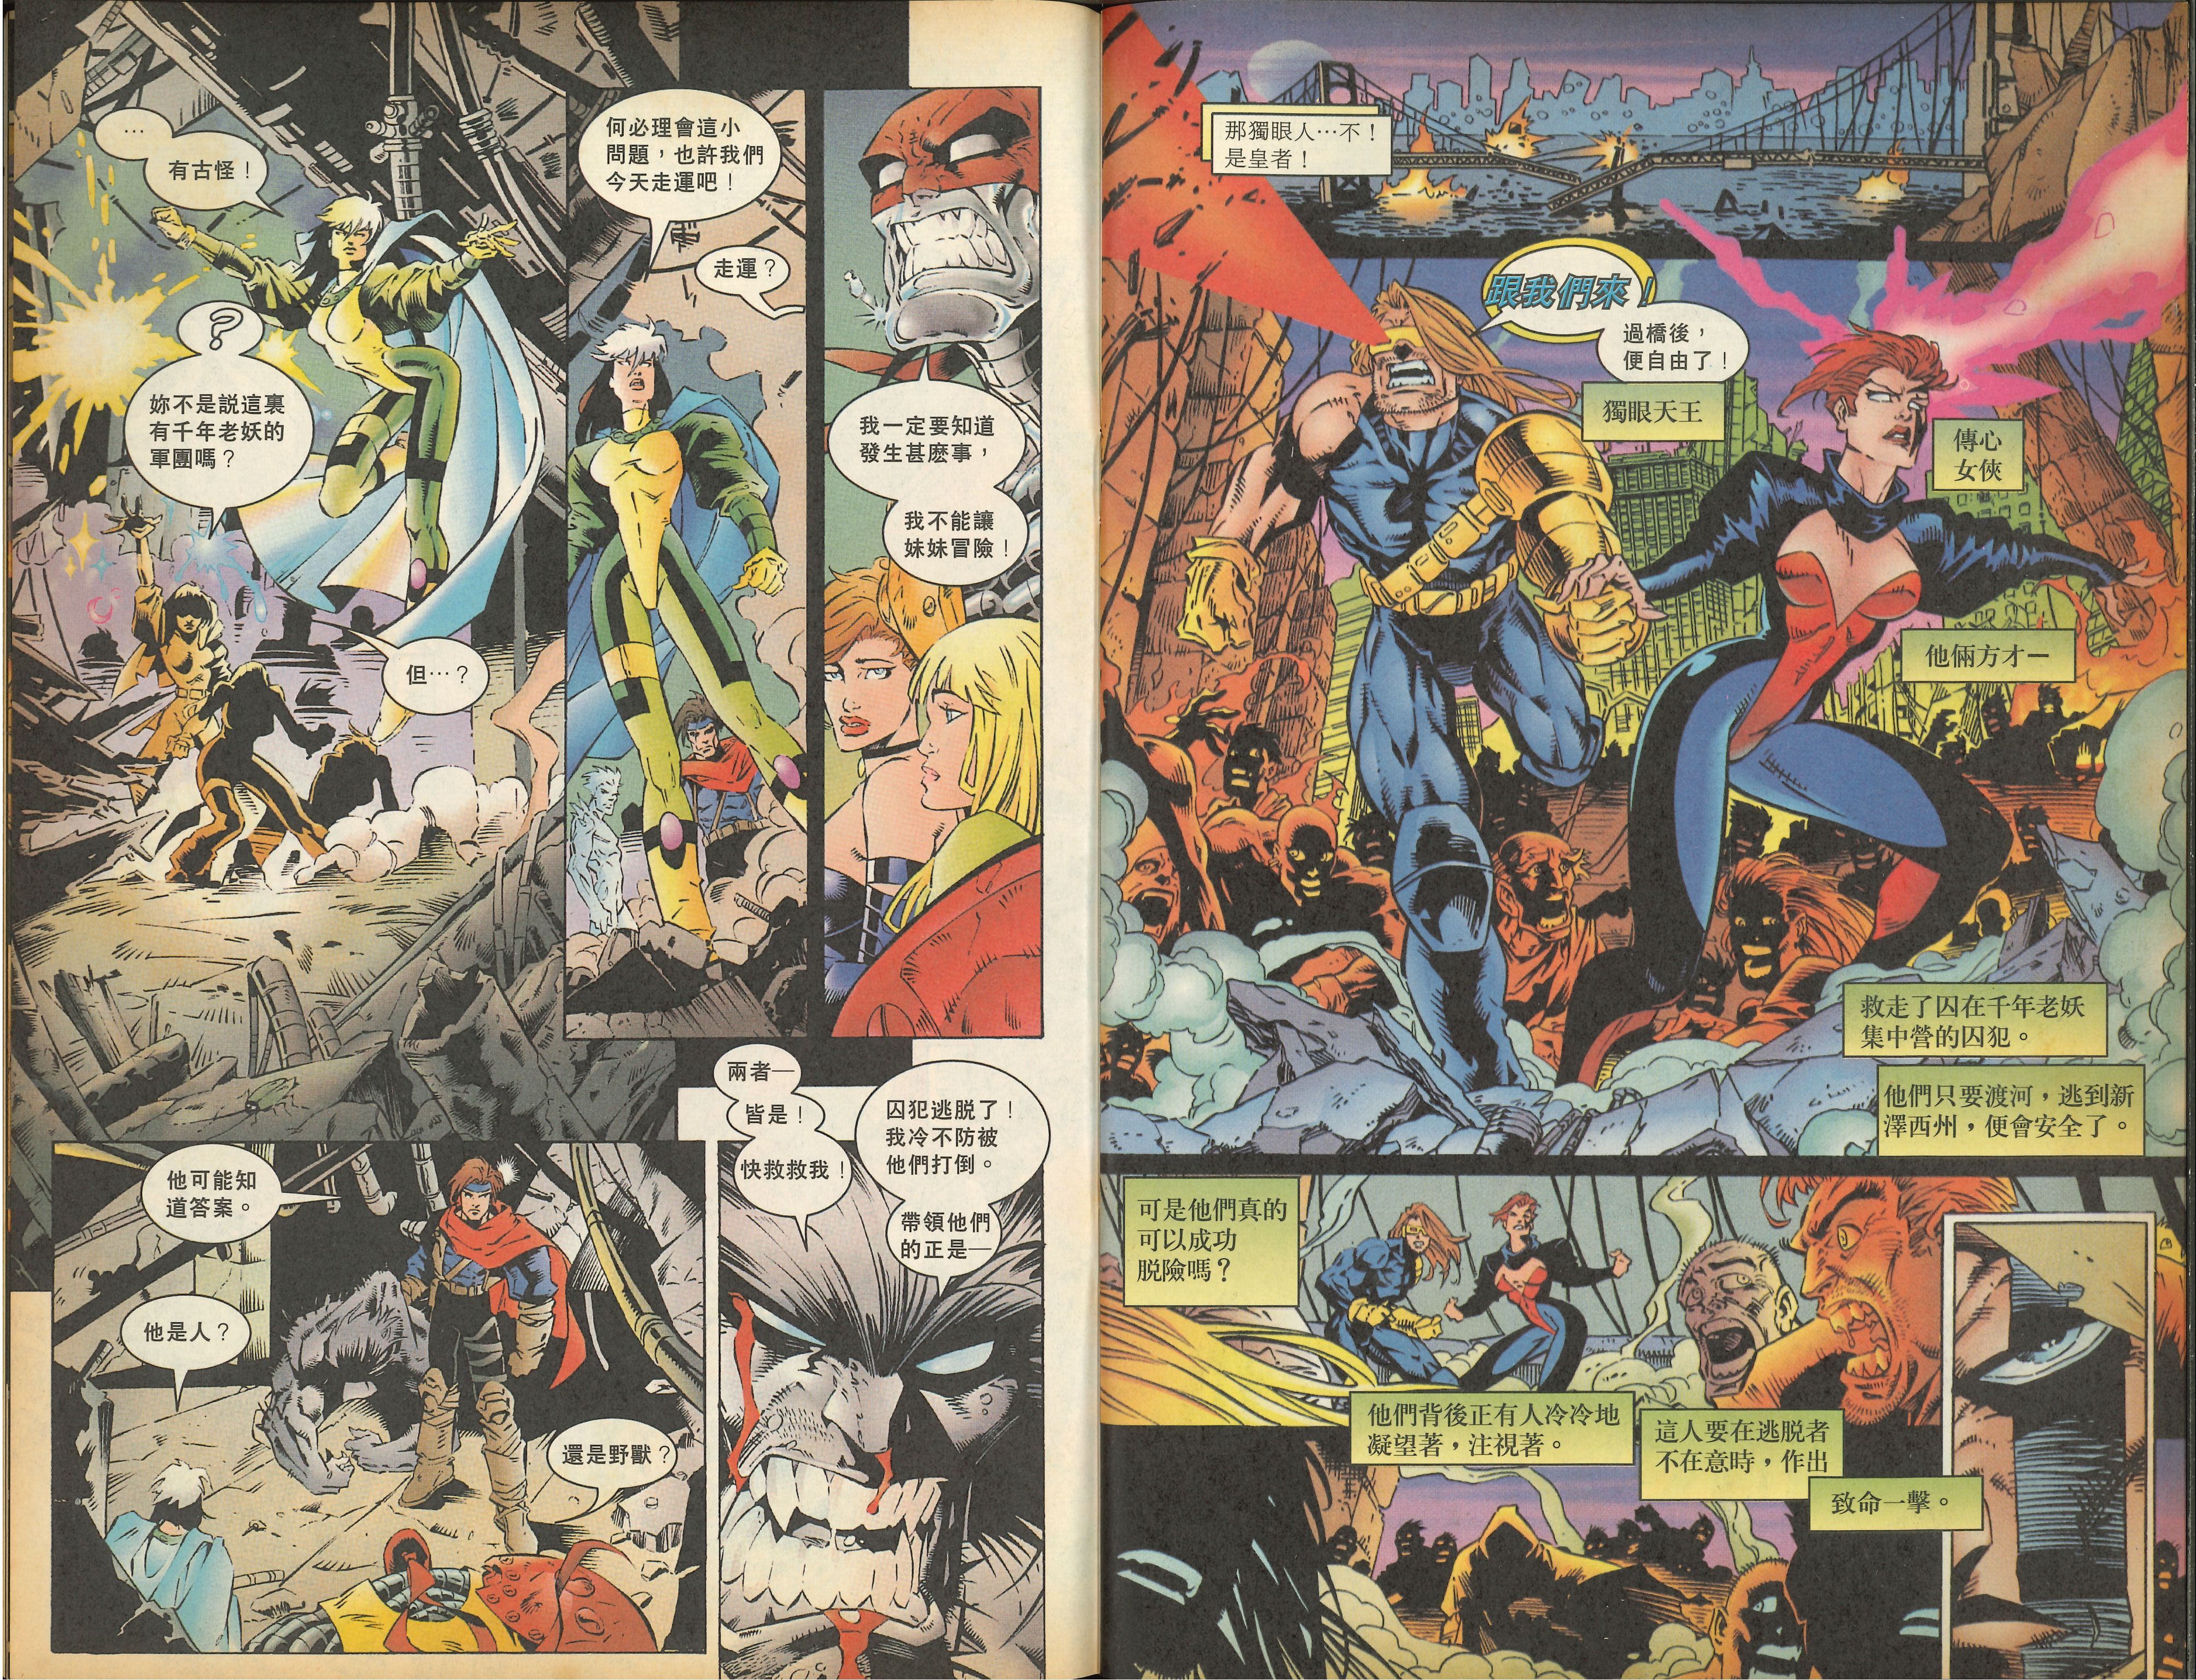 …
有古怪！
？
妳不是説這裏
有千年老妖的
軍團嗎？
但…？
何必理會這小
問題，也許我們
今天走運吧！
走運？
我一定要知道
發生甚麽事，
我不能讓
妹妹冒險！
他可能知
道答案。
他是人？
還是野獸？
兩者—
皆是！
快救救我！
囚犯逃脫了！
我冷不防被
他們打倒。
帶領他們
的正是—
那獨眼人…不！
是皇者！
跟我們來！
過橋後，
便自由了！
獨眼天王
傳心
女俠
他倆方才—
救走了囚在千年老妖
集中營的囚犯。
他們只要渡河，逃到新
澤西州，便會安全了。
可是他們真的
可以成功
脫險嗎？
他們背後正有人冷冷地
凝望著，注視著。
這人要在逃脫者
不在意時，作出
致命一擊。